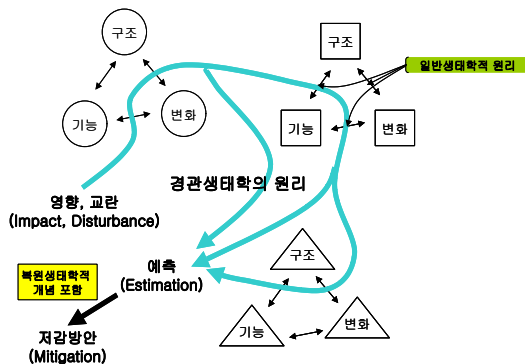 구조
기능
변화
구조
기능
변화
일반생태학적 원리
경관생태학의 원리
영향, 교란
(Impact, Disturbance)
예측
(Estimation)
복원생태학적
개념 포함
저감방안
(Mitigation)
구조
기능
변화